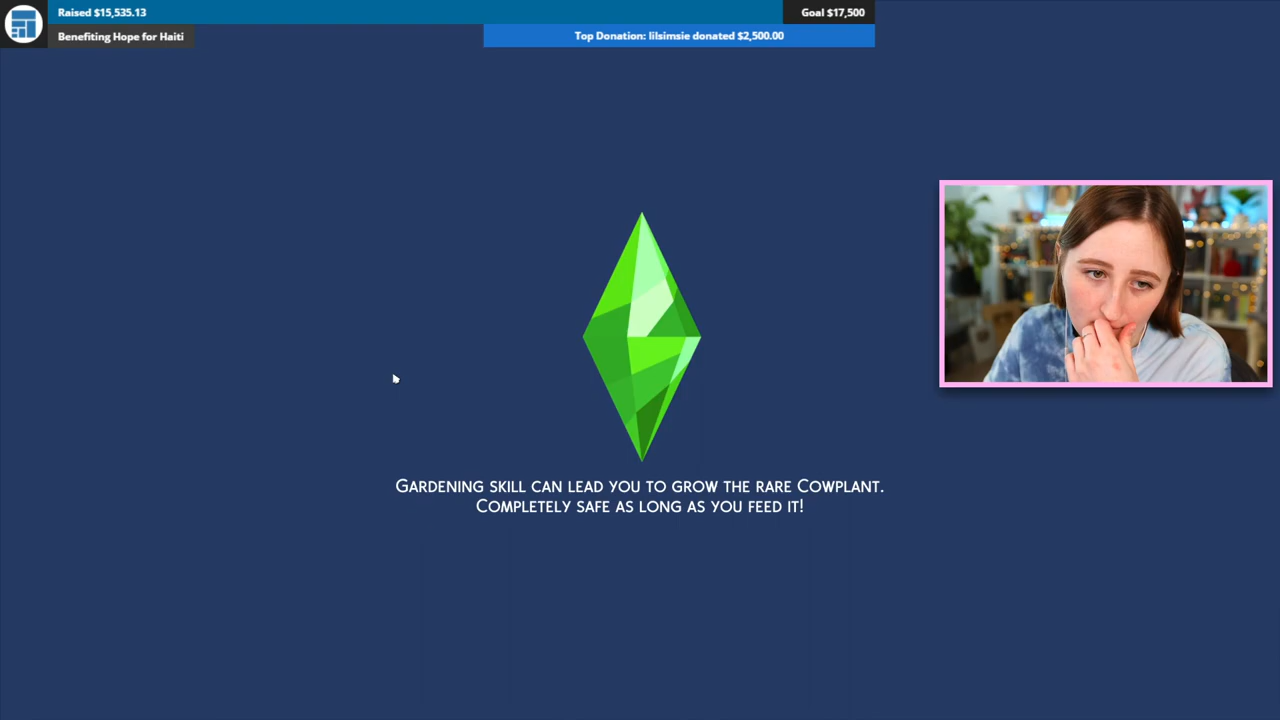 Raised $15,535.13
Goal $17,500
Benefiting Hope for Haiti
Top Donation: lilsimsie donated $2,500.00
Gardening skill can lead you to grow the rare Cowplant.
Completely safe as long as you feed it!